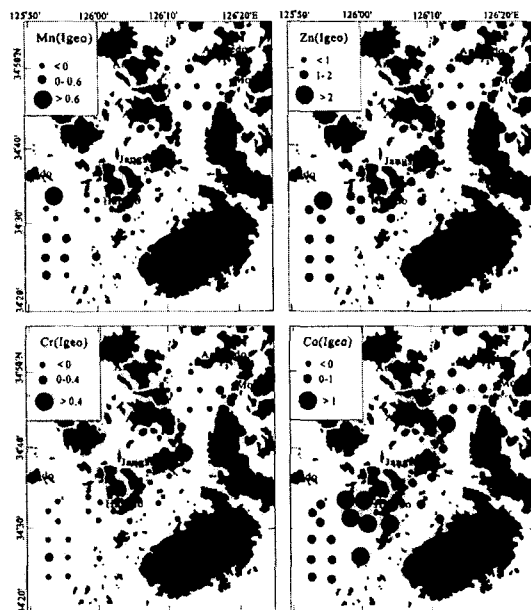 125°50' 126°00' 126°10' 126°20'E
125°50' 126°00' 126°10' 126°20'E
Mn(Igeo)
< 0
0- 0.6
> 0.6
34°50'N
34°40'
34°30'
34°20'
Zn(Igeo)
< 1
1-2
> 2
Cr(Igeo)
< 0
0-0.4
> 0.4
34°50'N
34°40'
34°30'
34°20'
Co(Igeo)
< 0
0-1
> 1